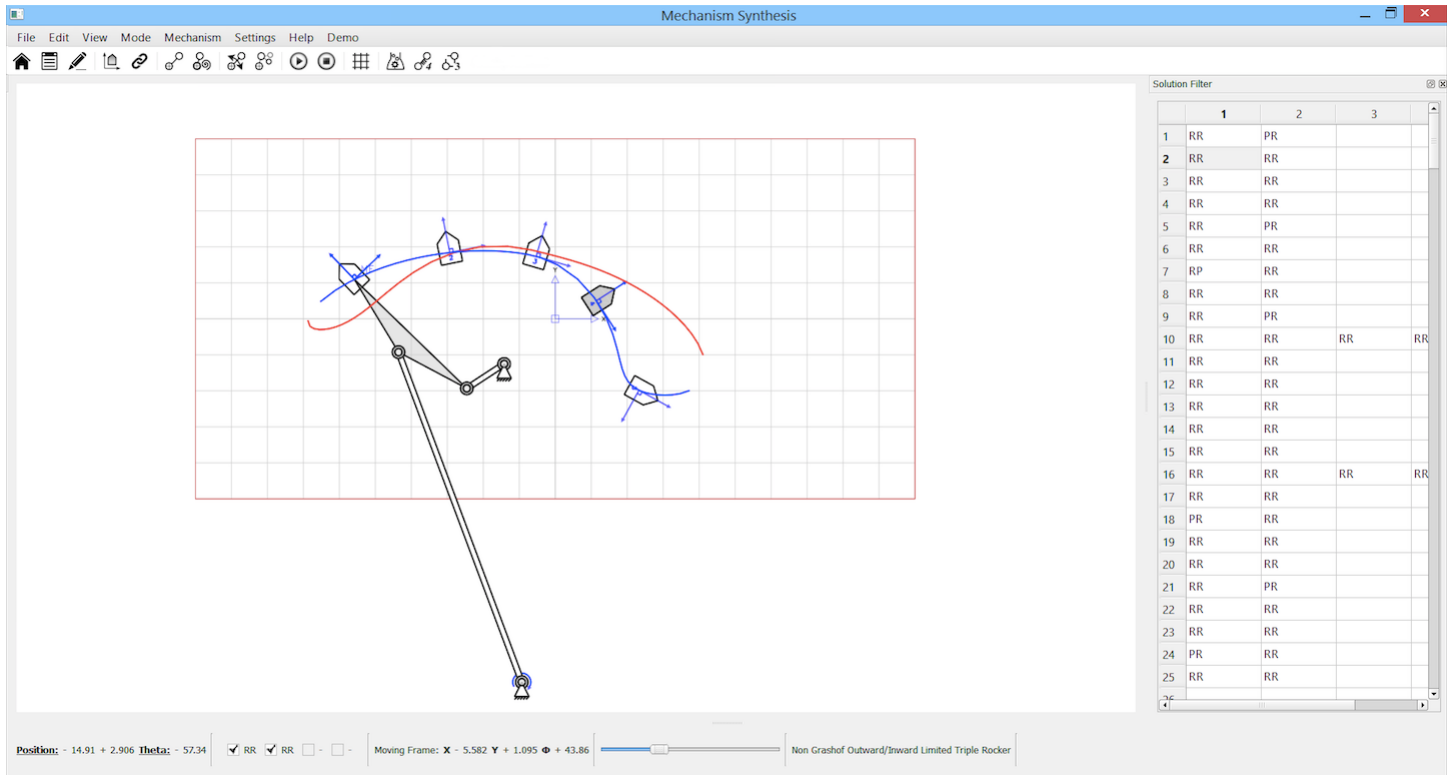 Mechanism Synthesis
File Edit View Mode Mechanism Settings Help Demo
Solution Filter
1 2 3
1 RR PR
2 RR RR
3 RR RR
4 RR RR
5 RR PR
6 RR RR
7 RP RR
8 RR RR
9 RR PR
10 RR RR RR RR
11 RR RR
12 RR RR
13 RR RR
14 RR RR
15 RR RR
16 RR RR RR RR
17 RR RR
18 PR RR
19 RR RR
20 RR RR
21 RR PR
22 RR RR
23 RR RR
24 PR RR
25 RR RR
Y
2
3
Position: - 14.91 + 2.906 Theta: - 57.34
RR RR - -
Moving Frame: X - 5.582 Y + 1.095 Φ + 43.86
Non Grashof Outward/Inward Limited Triple Rocker